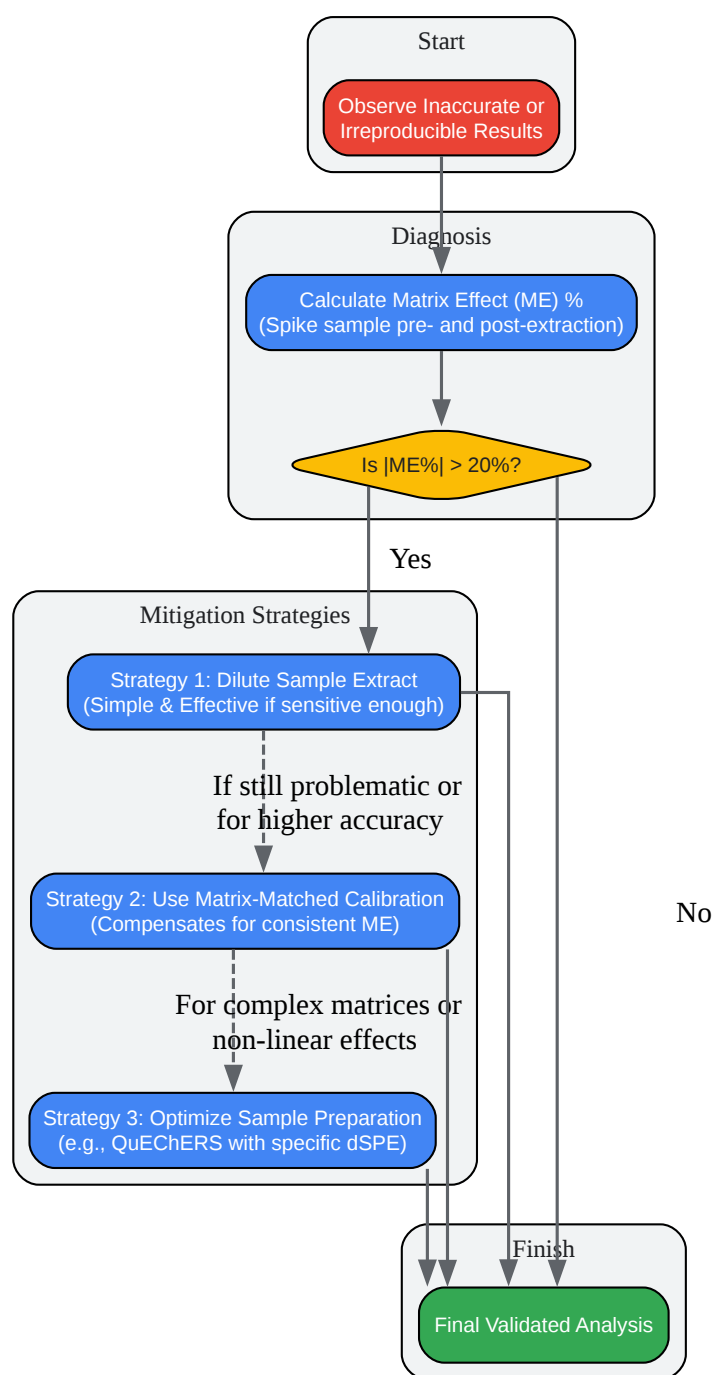 Start
Observe Inaccurate or
Irreproducible Results
Diagnosis
Calculate Matrix Effect (ME) %
(Spike sample pre- and post-extraction)
Is |ME%| > 20%?
Yes
Mitigation Strategies
Strategy 1: Dilute Sample Extract
(Simple & Effective if sensitive enough)
If still problematic or
for higher accuracy
Strategy 2: Use Matrix-Matched Calibration
(Compensates for consistent ME)
No
For complex matrices or
non-linear effects
Strategy 3: Optimize Sample Preparation
(e.g., QuEChERS with specific dSPE)
Finish
Final Validated Analysis